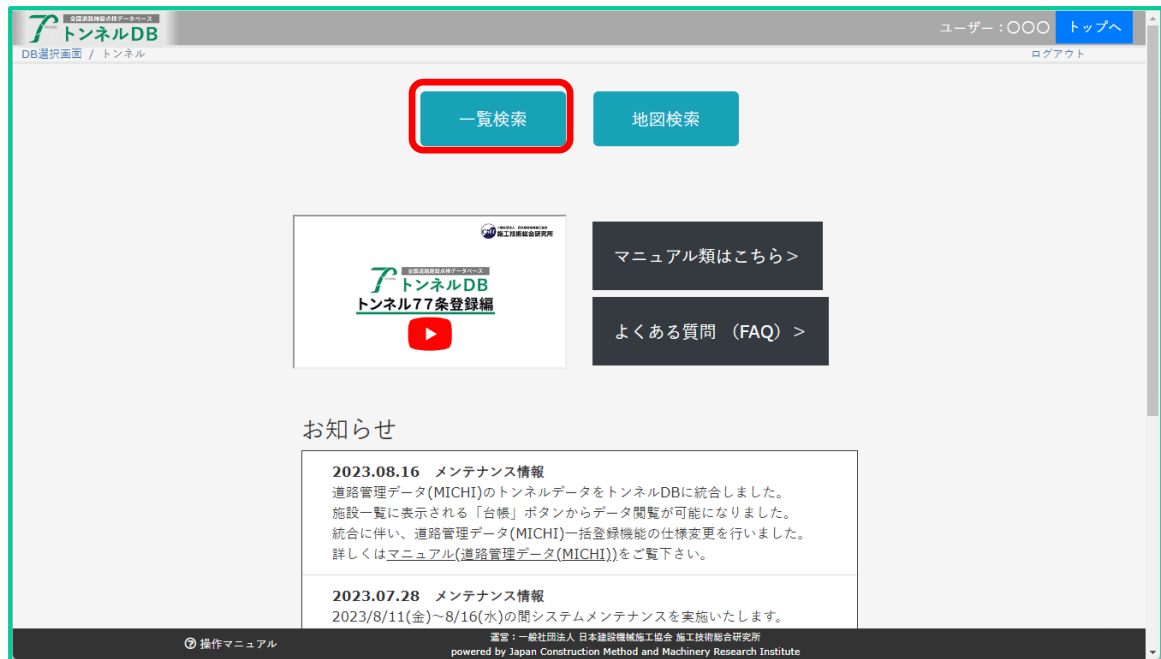 全国道路施設点検データベース
トンネルDB
ユーザー：〇〇〇
トップへ
DB選択画面 / トンネル
ログアウト
一覧検索
地図検索
一般社団法人 日本建設機械施工協会
施工技術総合研究所
全国道路施設点検データベース
トンネルDB
トンネル77条登録編
マニュアル類はこちら＞
よくある質問 （FAQ）＞
お知らせ
2023.08.16　メンテナンス情報
道路管理データ(MICHI)のトンネルデータをトンネルDBに統合しました。
施設一覧に表示される「台帳」ボタンからデータ閲覧が可能になりました。
統合に伴い、道路管理データ(MICHI)一括登録機能の仕様変更を行いました。
詳しくはマニュアル(道路管理データ(MICHI))をご覧下さい。
2023.07.28　メンテナンス情報
2023/8/11(金)～8/16(水)の間システムメンテナンスを実施いたします。
? 操作マニュアル
運営：一般社団法人 日本建設機械施工協会 施工技術総合研究所
powered by Japan Construction Method and Machinery Research Institute